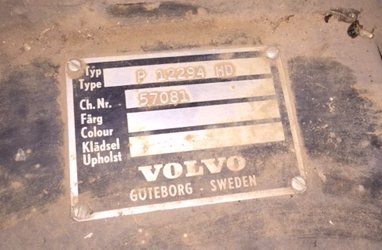 Typ
Type P 12294 HD
Ch. Nr. 57081
Färg
Colour
Klädsel
Upholst
VOLVO
GÖTEBORG - SWEDEN